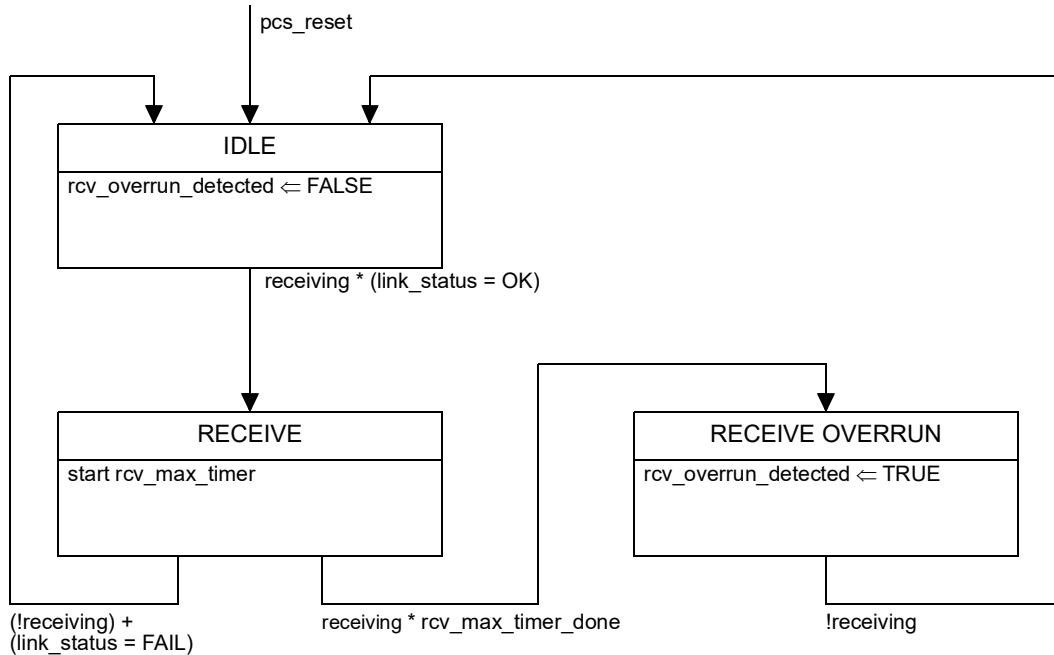 pcs_reset
IDLE
rcv_overrun_detected ⇐ FALSE
receiving * (link_status = OK)
RECEIVE
start rcv_max_timer
RECEIVE OVERRUN
rcv_overrun_detected ⇐ TRUE
(!receiving) +
(link_status = FAIL)
receiving * rcv_max_timer_done
!receiving